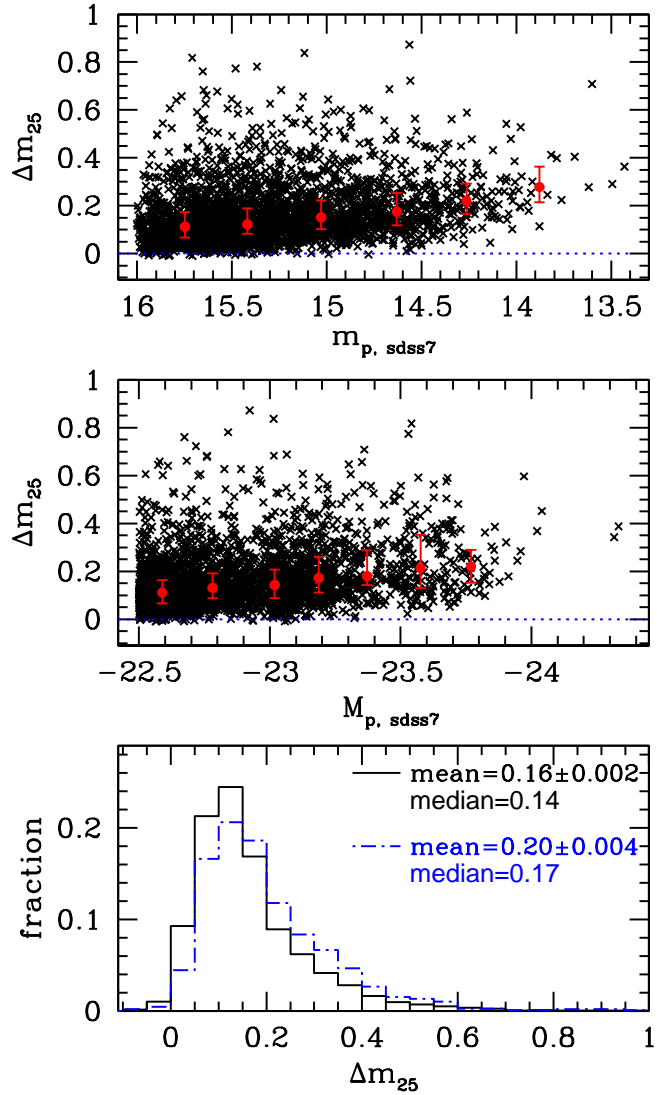 1
0.8
0.6
0.4
0.2
0
Δm25
16 15.5 15 14.5 14 13.5
mp, sdss7
1
0.8
0.6
0.4
0.2
0
Δm25
−22.5 −23 −23.5 −24
Mp, sdss7
fraction
0.2
0.1
0
mean=0.16±0.002
median=0.14
mean=0.20±0.004
median=0.17
0 0.2 0.4 0.6 0.8 1
Δm25